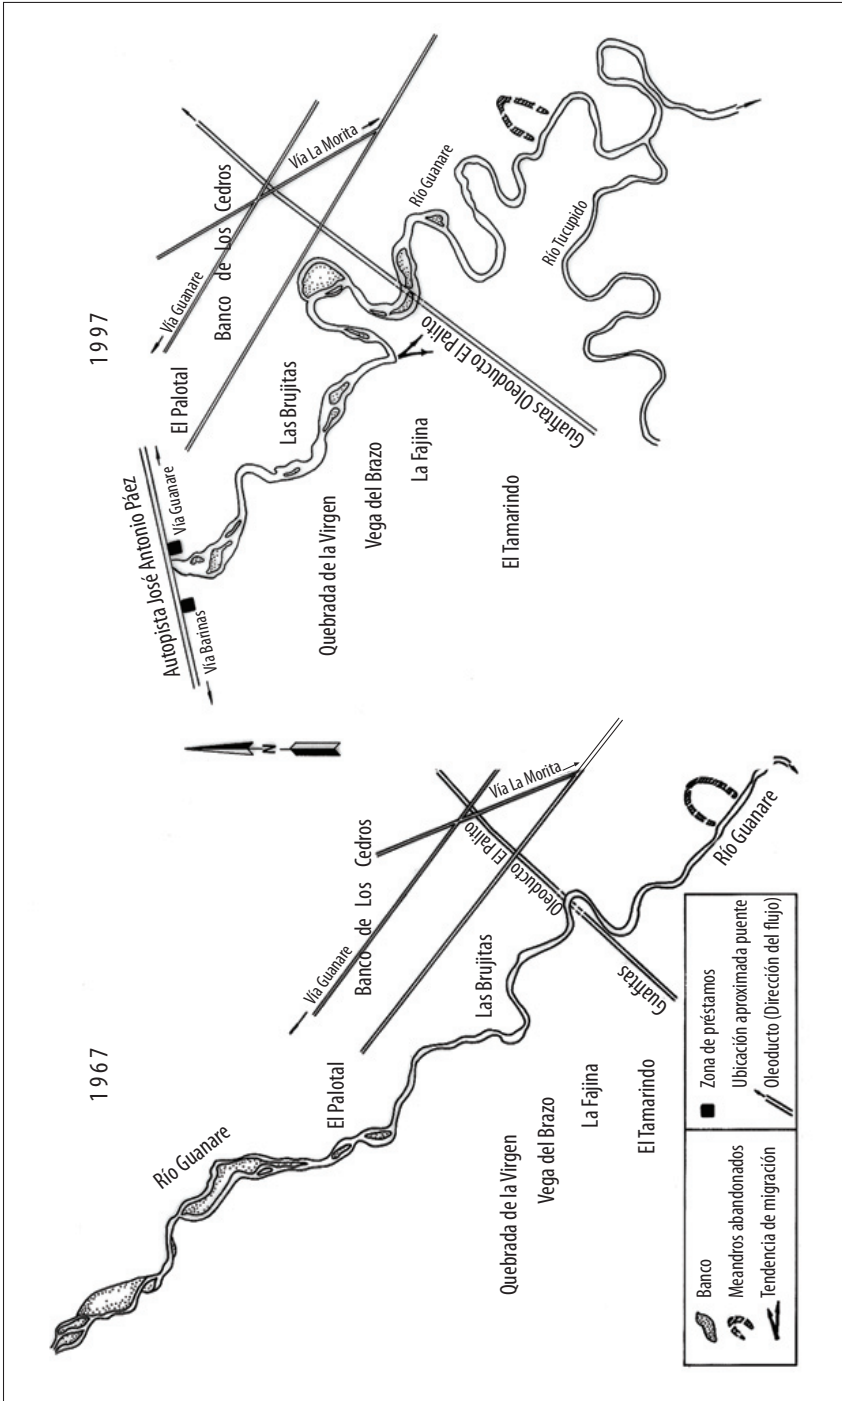 1967
Río Guanare
El Palotal
Vía Guanare
Banco de Los Cedros
Vía La Morita
Oleoducto El Palito
Guafitas
Las Brujitas
Quebrada de la Virgen
Vega del Brazo
La Fajina
El Tamarindo
Río Guanare
1997
Autopista José Antonio Páez
Vía Barinas
Vía Guanare
El Palotal
Vía Guanare
Banco de Los Cedros
Vía La Morita
Las Brujitas
Río Guanare
Quebrada de la Virgen
Vega del Brazo
La Fajina
El Tamarindo
Guafitas Oleoducto El Palito
Río Tucupido
N
Banco
Meandros abandonados
Tendencia de migración
Zona de préstamos
Ubicación aproximada puente
Oleoducto (Dirección del flujo)